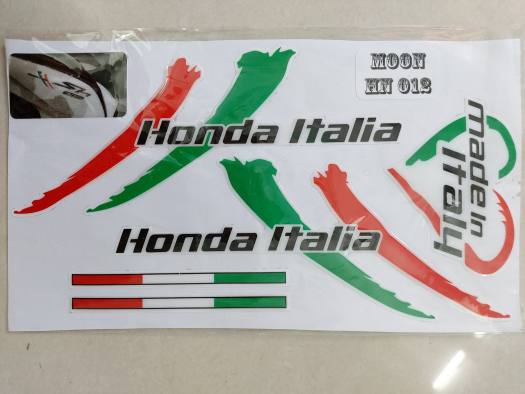 MOON
HN 012
Honda Italia
made in
Italy
Honda Italia